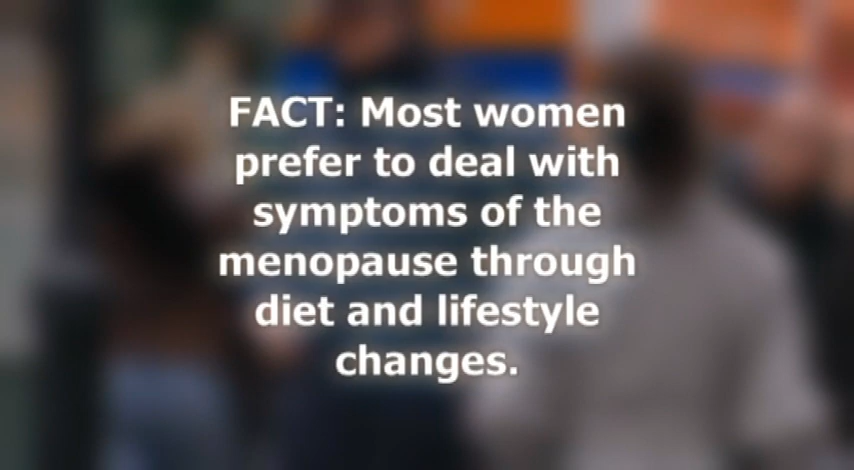 FACT: Most women
prefer to deal with
symptoms of the
menopause through
diet and lifestyle
changes.